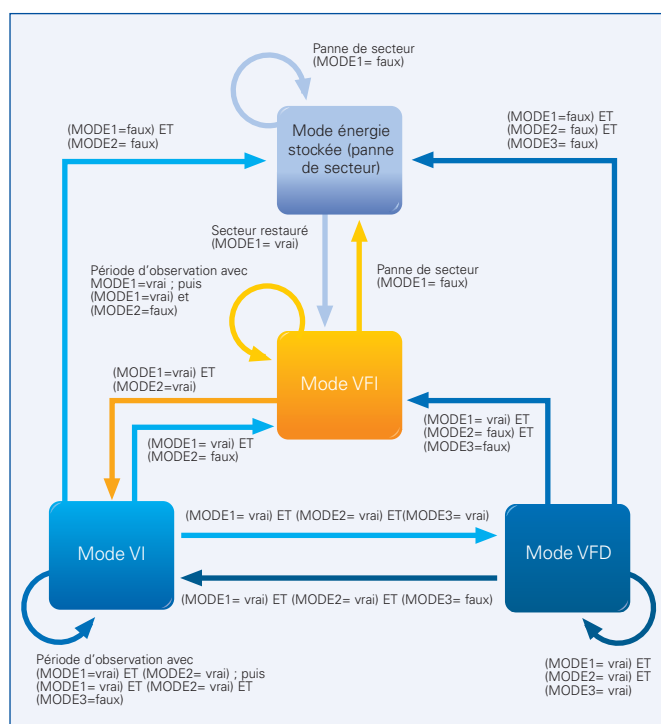 Panne de secteur
(MODE1= faux)
(MODE1=faux) ET
(MODE2= faux)
Mode énergie
stockée (panne
de secteur)
(MODE1=faux) ET
(MODE2= faux) ET
(MODE3= faux)
Secteur restauré
(MODE1= vrai)
Période d'observation avec
MODE1=vrai ; puis
(MODE1=vrai) et
(MODE2=faux)
Panne de secteur
(MODE1= faux)
Mode VFI
(MODE1=vrai) ET
(MODE2=vrai)
(MODE1= vrai) ET
(MODE2= faux)
(MODE1= vrai) ET
(MODE2= faux) ET
(MODE3=faux)
Mode VI
(MODE1= vrai) ET (MODE2= vrai) ET(MODE3= vrai)
Mode VFD
(MODE1= vrai) ET (MODE2= vrai) ET (MODE3= faux)
Période d'observation avec
(MODE1=vrai) ET (MODE2= vrai) ; puis
(MODE1= vrai) ET (MODE2= vrai) ET
(MODE3=faux)
(MODE1= vrai) ET
(MODE2= vrai) ET
(MODE3= vrai)